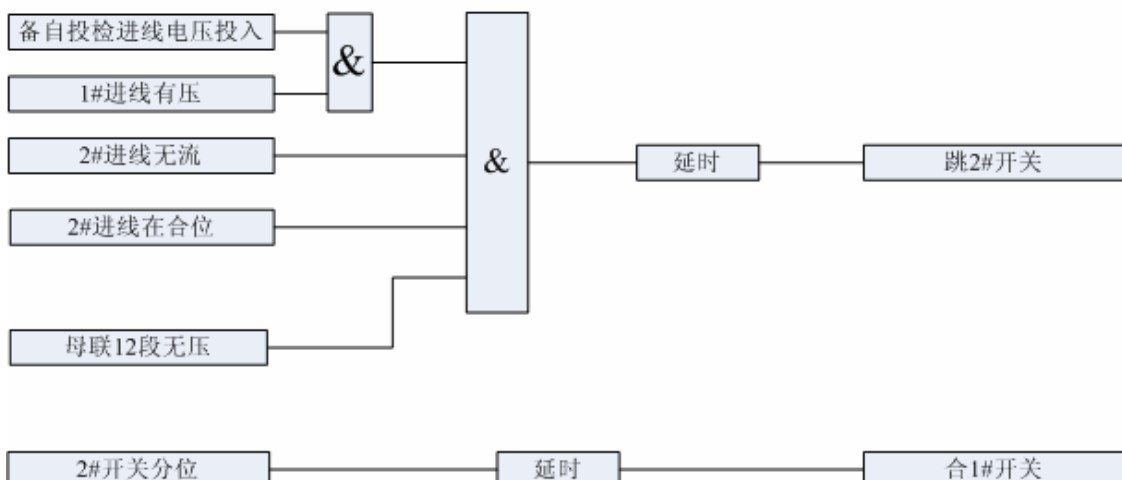 备自投检进线电压投入
&
1#进线有压
2#进线无流
&
延时
跳2#开关
2#进线在合位
母联12段无压
2#开关分位
延时
合1#开关